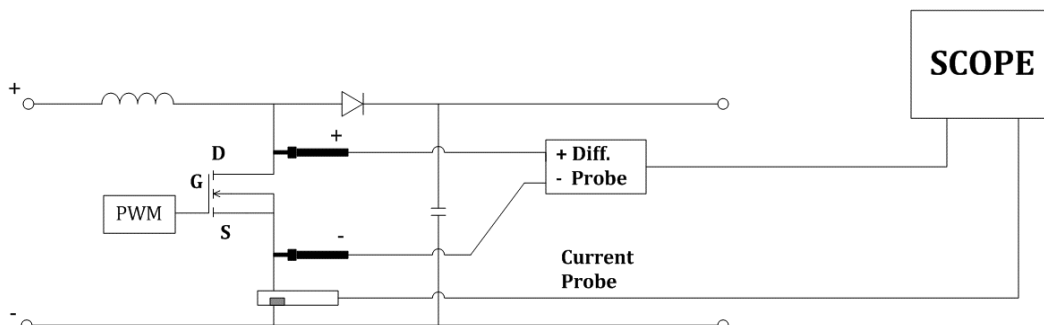 SCOPE
+
+
D
+ Diff.
- Probe
G
PWM
S
-
Current
Probe
-